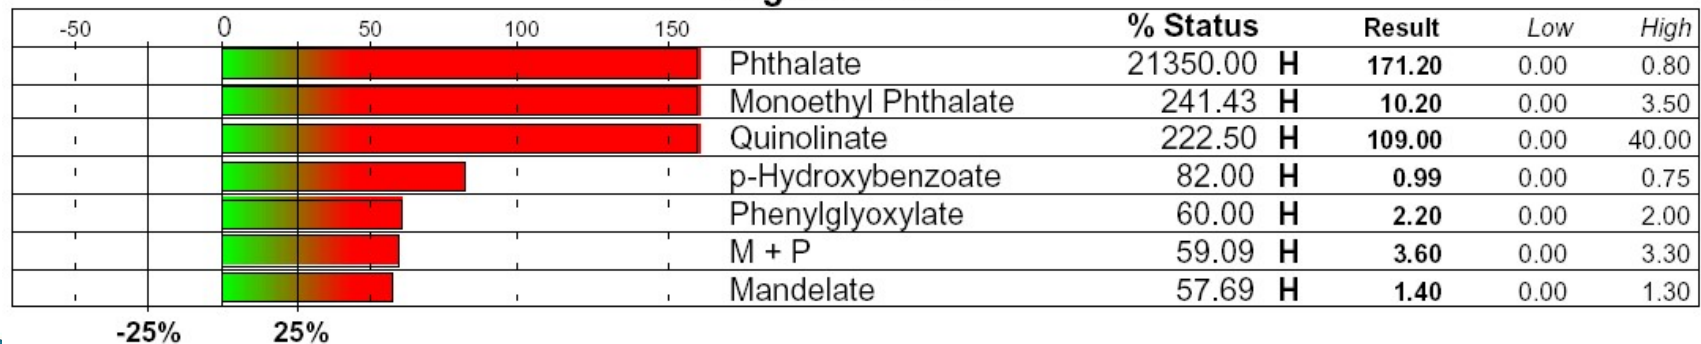 -50 0 50 100 150 % Status Result Low High
Phthalate 21350.00 H 171.20 0.00 0.80
Monoethyl Phthalate 241.43 H 10.20 0.00 3.50
Quinolinate 222.50 H 109.00 0.00 40.00
p-Hydroxybenzoate 82.00 H 0.99 0.00 0.75
Phenylglyoxylate 60.00 H 2.20 0.00 2.00
M + P 59.09 H 3.60 0.00 3.30
Mandelate 57.69 H 1.40 0.00 1.30
-25% 25%